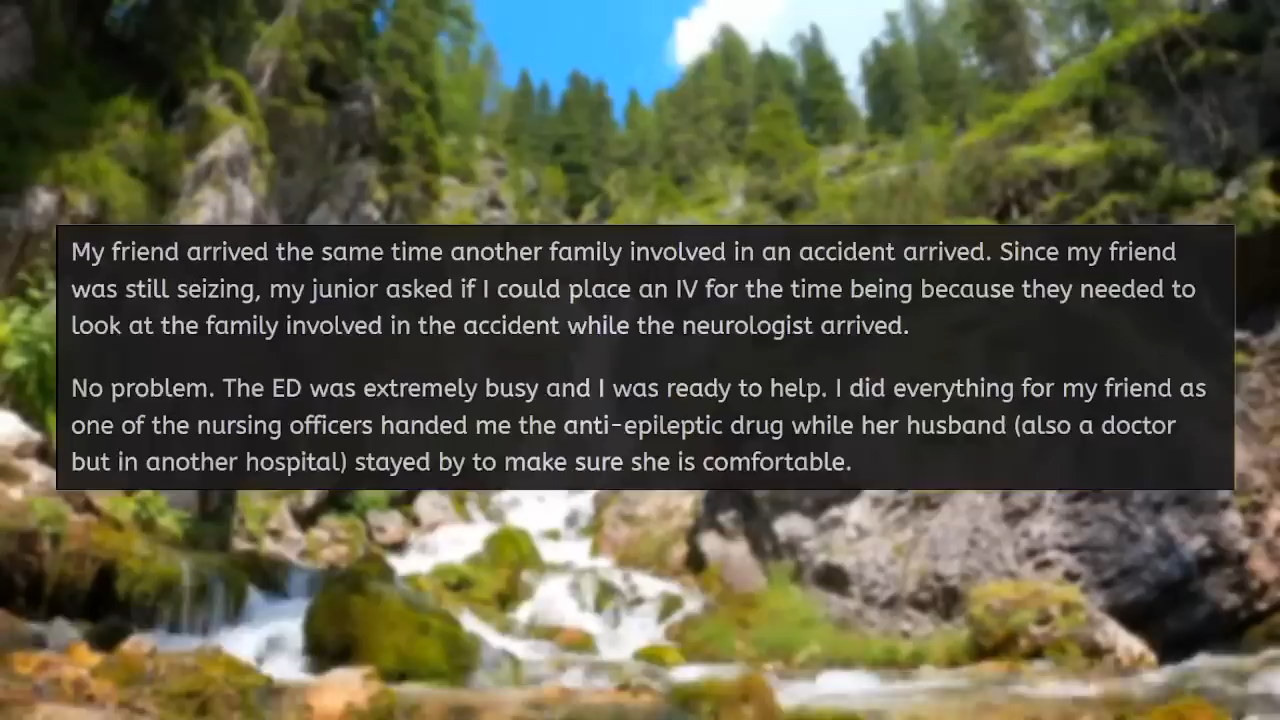 My friend arrived the same time another family involved in an accident arrived. Since my friend
was still seizing, my junior asked if I could place an IV for the time being because they needed to
look at the family involved in the accident while the neurologist arrived.
No problem. The ED was extremely busy and I was ready to help. I did everything for my friend as
one of the nursing officers handed me the anti-epileptic drug while her husband (also a doctor
but in another hospital) stayed by to make sure she is comfortable.